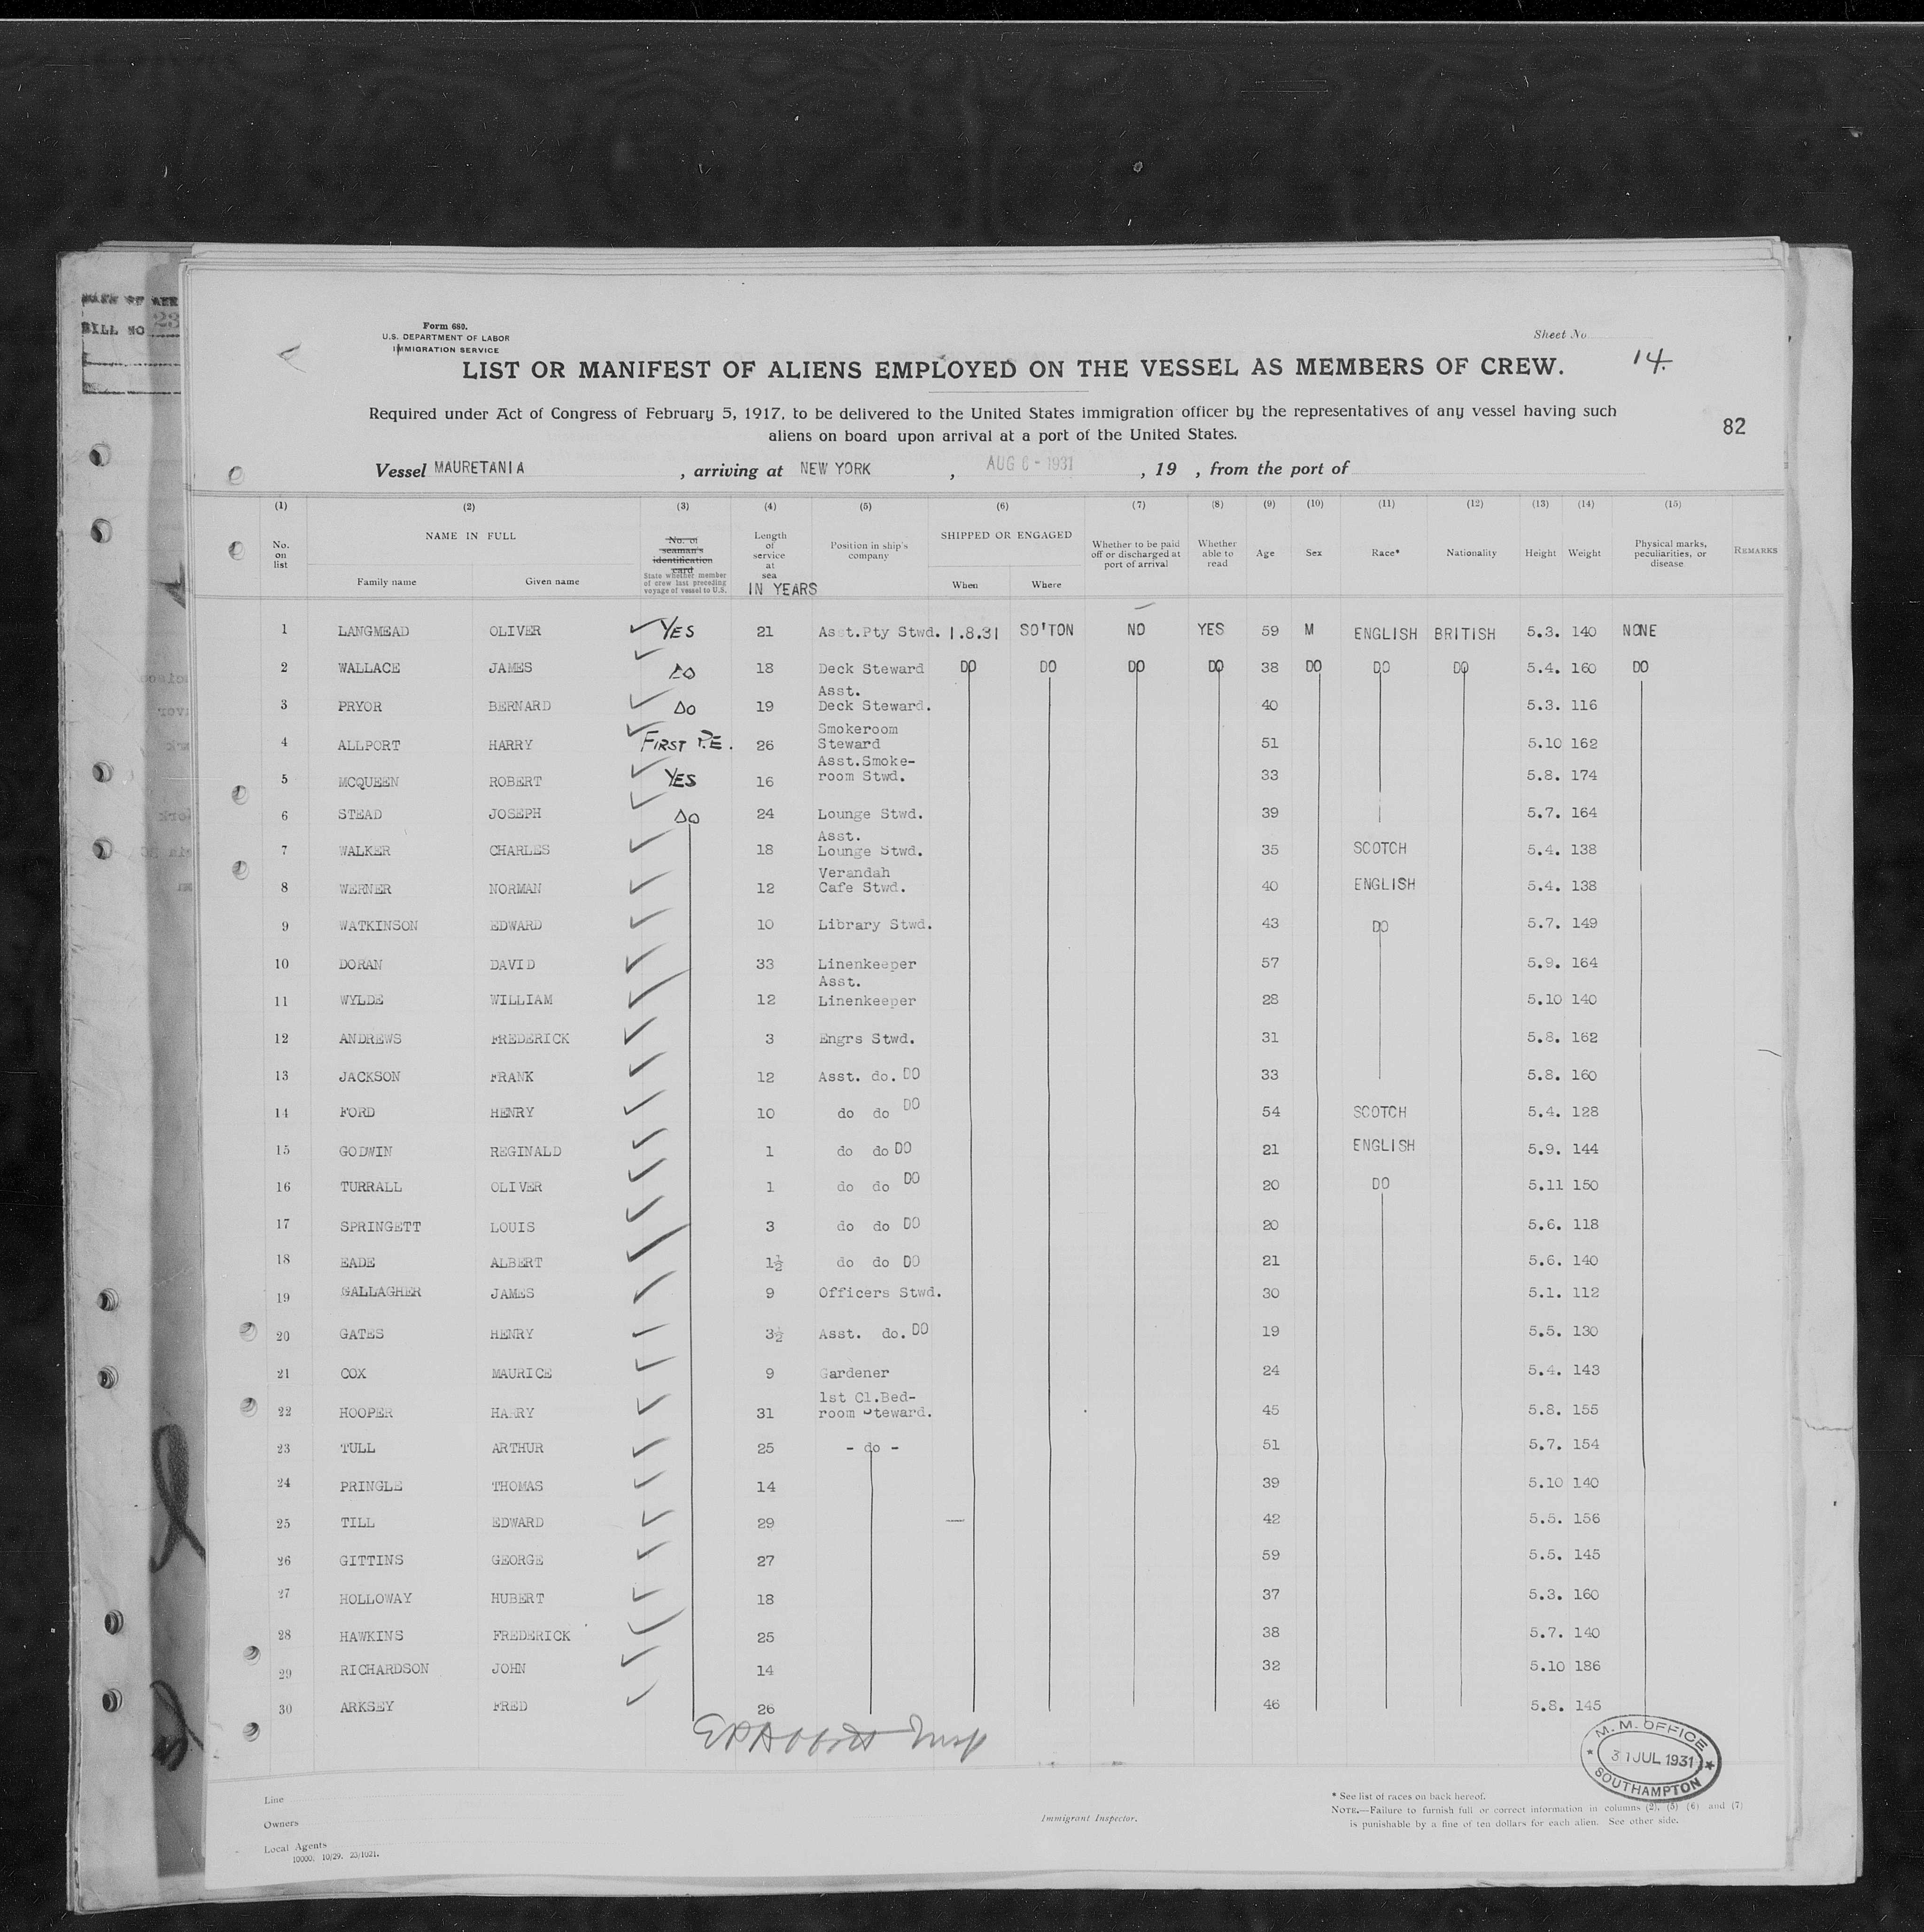 BILL NO 23
Form 680.
U.S. DEPARTMENT OF LABOR
IMMIGRATION SERVICE
Sheet No
14.
LIST OR MANIFEST OF ALIENS EMPLOYED ON THE VESSEL AS MEMBERS OF CREW.
Required under Act of Congress of February 5, 1917, to be delivered to the United States immigration officer by the representatives of any vessel having such
aliens on board upon arrival at a port of the United States.
82
Vessel MAURETANIA , arriving at NEW YORK , AUG 6 - 1931 , 19 , from the port of
(1) (2) (3) (4) (5) (6) (7) (8) (9) (10) (11) (12) (13) (14) (15)
No. on list
NAME IN FULL
Family name Given name
No. of seaman's identification card
State whether member of crew last preceding voyage of vessel to U.S.
Length of service at sea
IN YEARS
Position in ship's company
SHIPPED OR ENGAGED
When Where
Whether to be paid off or discharged at port of arrival
Whether able to read
Age Sex Race* Nationality Height Weight
Physical marks, peculiarities, or disease
REMARKS
1 LANGMEAD OLIVER YES 21 Asst.Pty Stwd. 1.8.31 SO'TON NO YES 59 M ENGLISH BRITISH 5.3. 140 NONE
2 WALLACE JAMES DO 18 Deck Steward DO DO DO DO 38 DO DO DO 5.4. 160 DO
3 PRYOR BERNARD DO 19 Asst. Deck Steward. 40 5.3. 116
4 ALLPORT HARRY FIRST P.E. 26 Smokeroom Steward 51 5.10 162
5 MCQUEEN ROBERT YES 16 Asst.Smoke-room Stwd. 33 5.8. 174
6 STEAD JOSEPH DO 24 Lounge Stwd. 39 5.7. 164
7 WALKER CHARLES 18 Asst. Lounge Stwd. 35 SCOTCH 5.4. 138
8 WERNER NORMAN 12 Verandah Cafe Stwd. 40 ENGLISH 5.4. 138
9 WATKINSON EDWARD 10 Library Stwd. 43 DO 5.7. 149
10 DORAN DAVID 33 Linenkeeper 57 5.9. 164
11 WYLDE WILLIAM 12 Asst. Linenkeeper 28 5.10 140
12 ANDREWS FREDERICK 3 Engrs Stwd. 31 5.8. 162
13 JACKSON FRANK 12 Asst. do. DO 33 5.8. 160
14 FORD HENRY 10 do do DO 54 SCOTCH 5.4. 128
15 GODWIN REGINALD 1 do do DO 21 ENGLISH 5.9. 144
16 TURRALL OLIVER 1 do do DO 20 DO 5.11 150
17 SPRINGETT LOUIS 3 do do DO 20 5.6. 118
18 EADE ALBERT 1½ do do DO 21 5.6. 140
19 GALLAGHER JAMES 9 Officers Stwd. 30 5.1. 112
20 GATES HENRY 3½ Asst. do. DO 19 5.5. 130
21 COX MAURICE 9 Gardener 24 5.4. 143
22 HOOPER HARRY 31 1st Cl.Bed-room Steward. 45 5.8. 155
23 TULL ARTHUR 25 - do - 51 5.7. 154
24 PRINGLE THOMAS 14 39 5.10 140
25 TILL EDWARD 29 42 5.5. 156
26 GITTINS GEORGE 27 59 5.5. 145
27 HOLLOWAY HUBERT 18 37 5.3. 160
28 HAWKINS FREDERICK 25 38 5.7. 140
29 RICHARDSON JOHN 14 32 5.10 186
30 ARKSEY FRED 26 46 5.8. 145
M. M. OFFICE
31 JUL 1931
SOUTHAMPTON
Line
Owners
Local Agents
10000. 10/29. 23/1021.
Immigrant Inspector.
* See list of races on back hereof.
NOTE.—Failure to furnish full or correct information in columns (2), (5) (6) and (7)
is punishable by a fine of ten dollars for each alien. See other side.